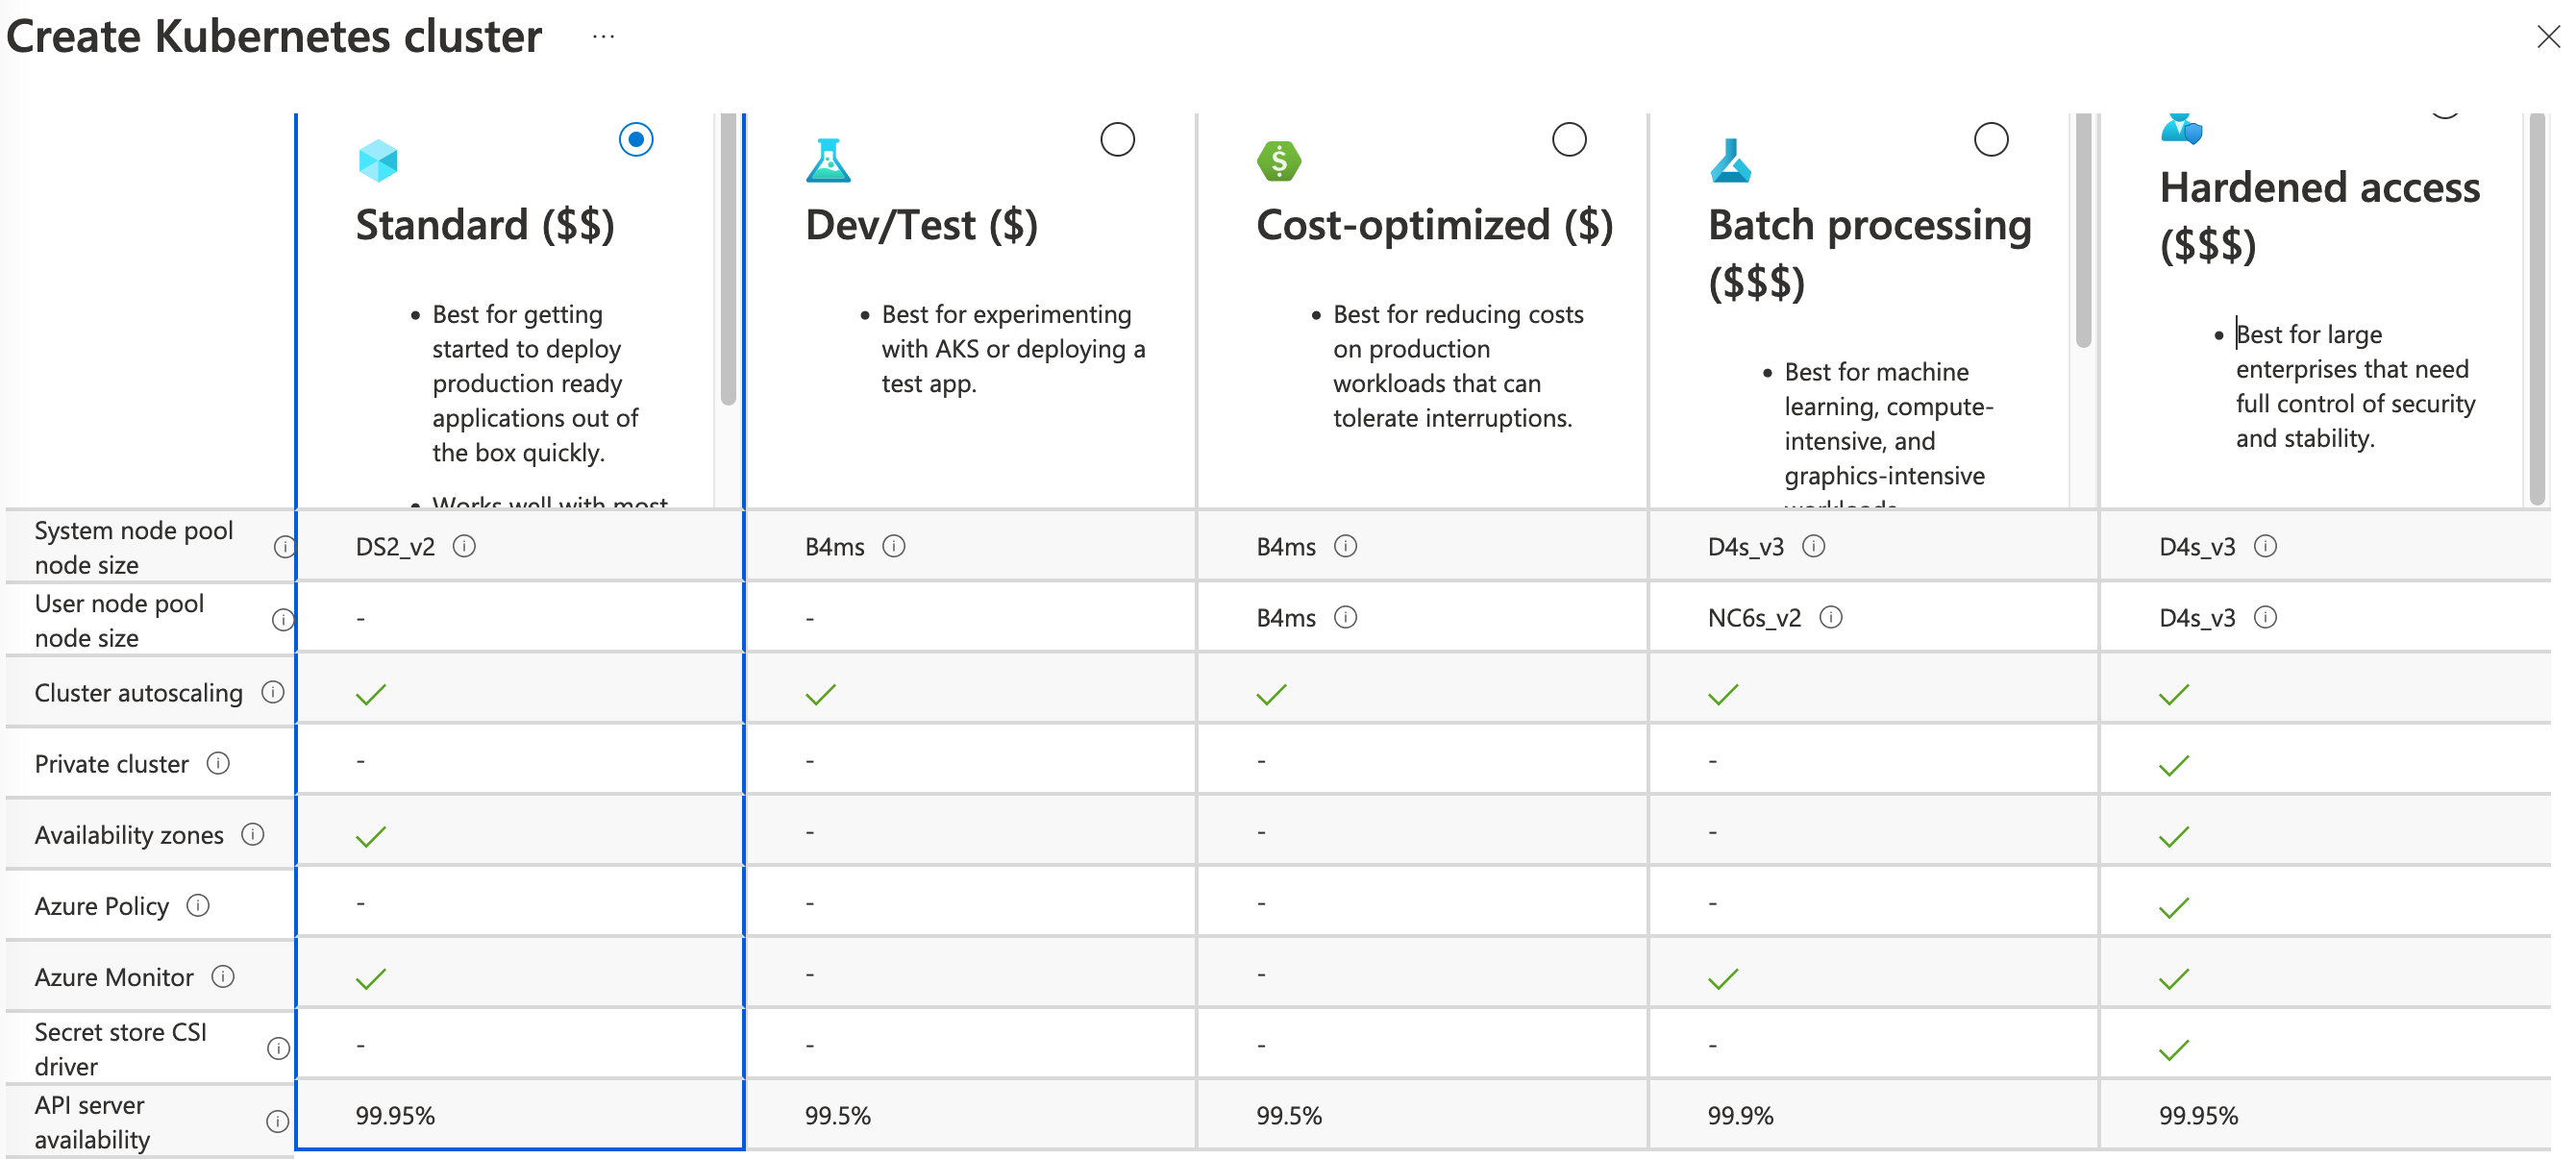 Create Kubernetes cluster ...
Standard ($$)
Best for getting
started to deploy
production ready
applications out of
the box quickly.
Works well with most
Dev/Test ($)
Best for experimenting
with AKS or deploying a
test app.
Cost-optimized ($)
Best for reducing costs
on production
workloads that can
tolerate interruptions.
Batch processing
($$$)
Best for machine
learning, compute-
intensive, and
graphics-intensive
workloads
Hardened access
($$$)
Best for large
enterprises that need
full control of security
and stability.
System node pool
node size
DS2_v2
B4ms
B4ms
D4s_v3
D4s_v3
User node pool
node size
-
-
B4ms
NC6s_v2
D4s_v3
Cluster autoscaling
Private cluster
-
-
-
-
Availability zones
-
-
-
Azure Policy
-
-
-
-
Azure Monitor
-
-
Secret store CSI
driver
-
-
-
-
API server
availability
99.95%
99.5%
99.5%
99.9%
99.95%